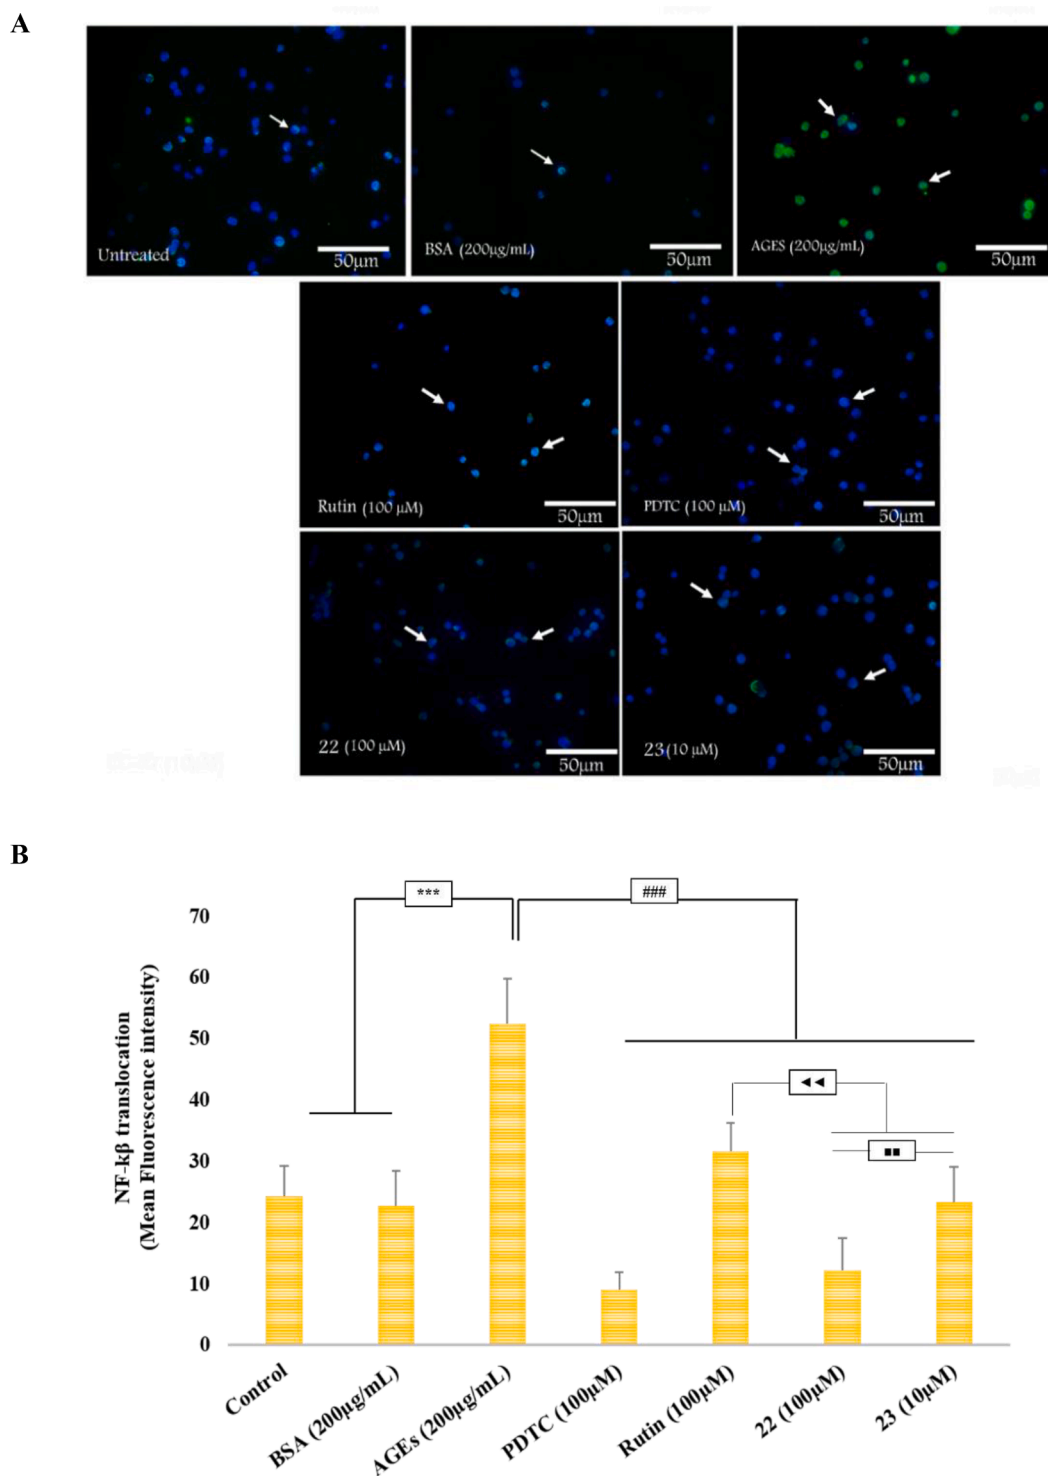 A
Untreated
50µm
BSA (200µg/mL)
50µm
AGES (200µg/mL)
50µm
Rutin (100 µM)
50µm
PDTC (100 µM)
50µm
22 (100 µM)
50µm
23 (10 µM)
50µm
B
***
###
70
60
50
40
30
20
10
0
NF-kβ translocation
(Mean Fluorescence intensity)
◄◄
■■
Control
BSA (200µg/mL)
AGEs (200µg/mL)
PDTC (100µM)
Rutin (100µM)
22 (100µM)
23 (10µM)